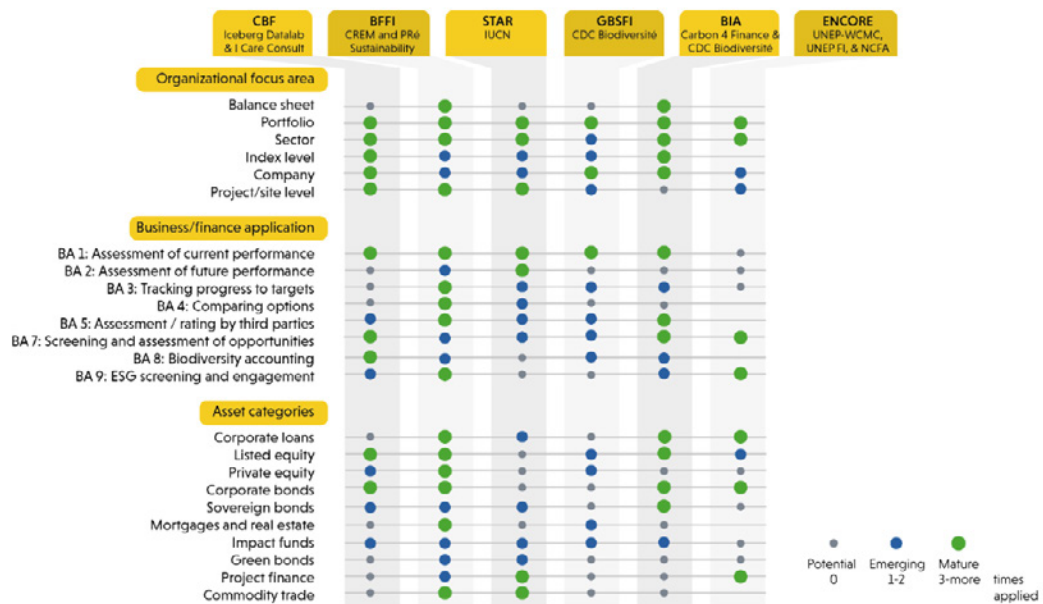 CBF
Iceberg Datalab
& I Care Consult
BFFI
CREM and PRé
Sustainability
STAR
IUCN
GBSFI
CDC Biodiversité
BIA
Carbon 4 Finance &
CDC Biodiversité
ENCORE
UNEP-WCMC,
UNEP FI, & NCFA
Organizational focus area
Balance sheet
Portfolio
Sector
Index level
Company
Project/site level
Business/finance application
BA 1: Assessment of current performance
BA 2: Assessment of future performance
BA 3: Tracking progress to targets
BA 4: Comparing options
BA 5: Assessment / rating by third parties
BA 7: Screening and assessment of opportunities
BA 8: Biodiversity accounting
BA 9: ESG screening and engagement
Asset categories
Corporate loans
Listed equity
Private equity
Corporate bonds
Sovereign bonds
Mortgages and real estate
Impact funds
Green bonds
Project finance
Commodity trade
Potential
0
Emerging
1-2
Mature
3-more
times
applied